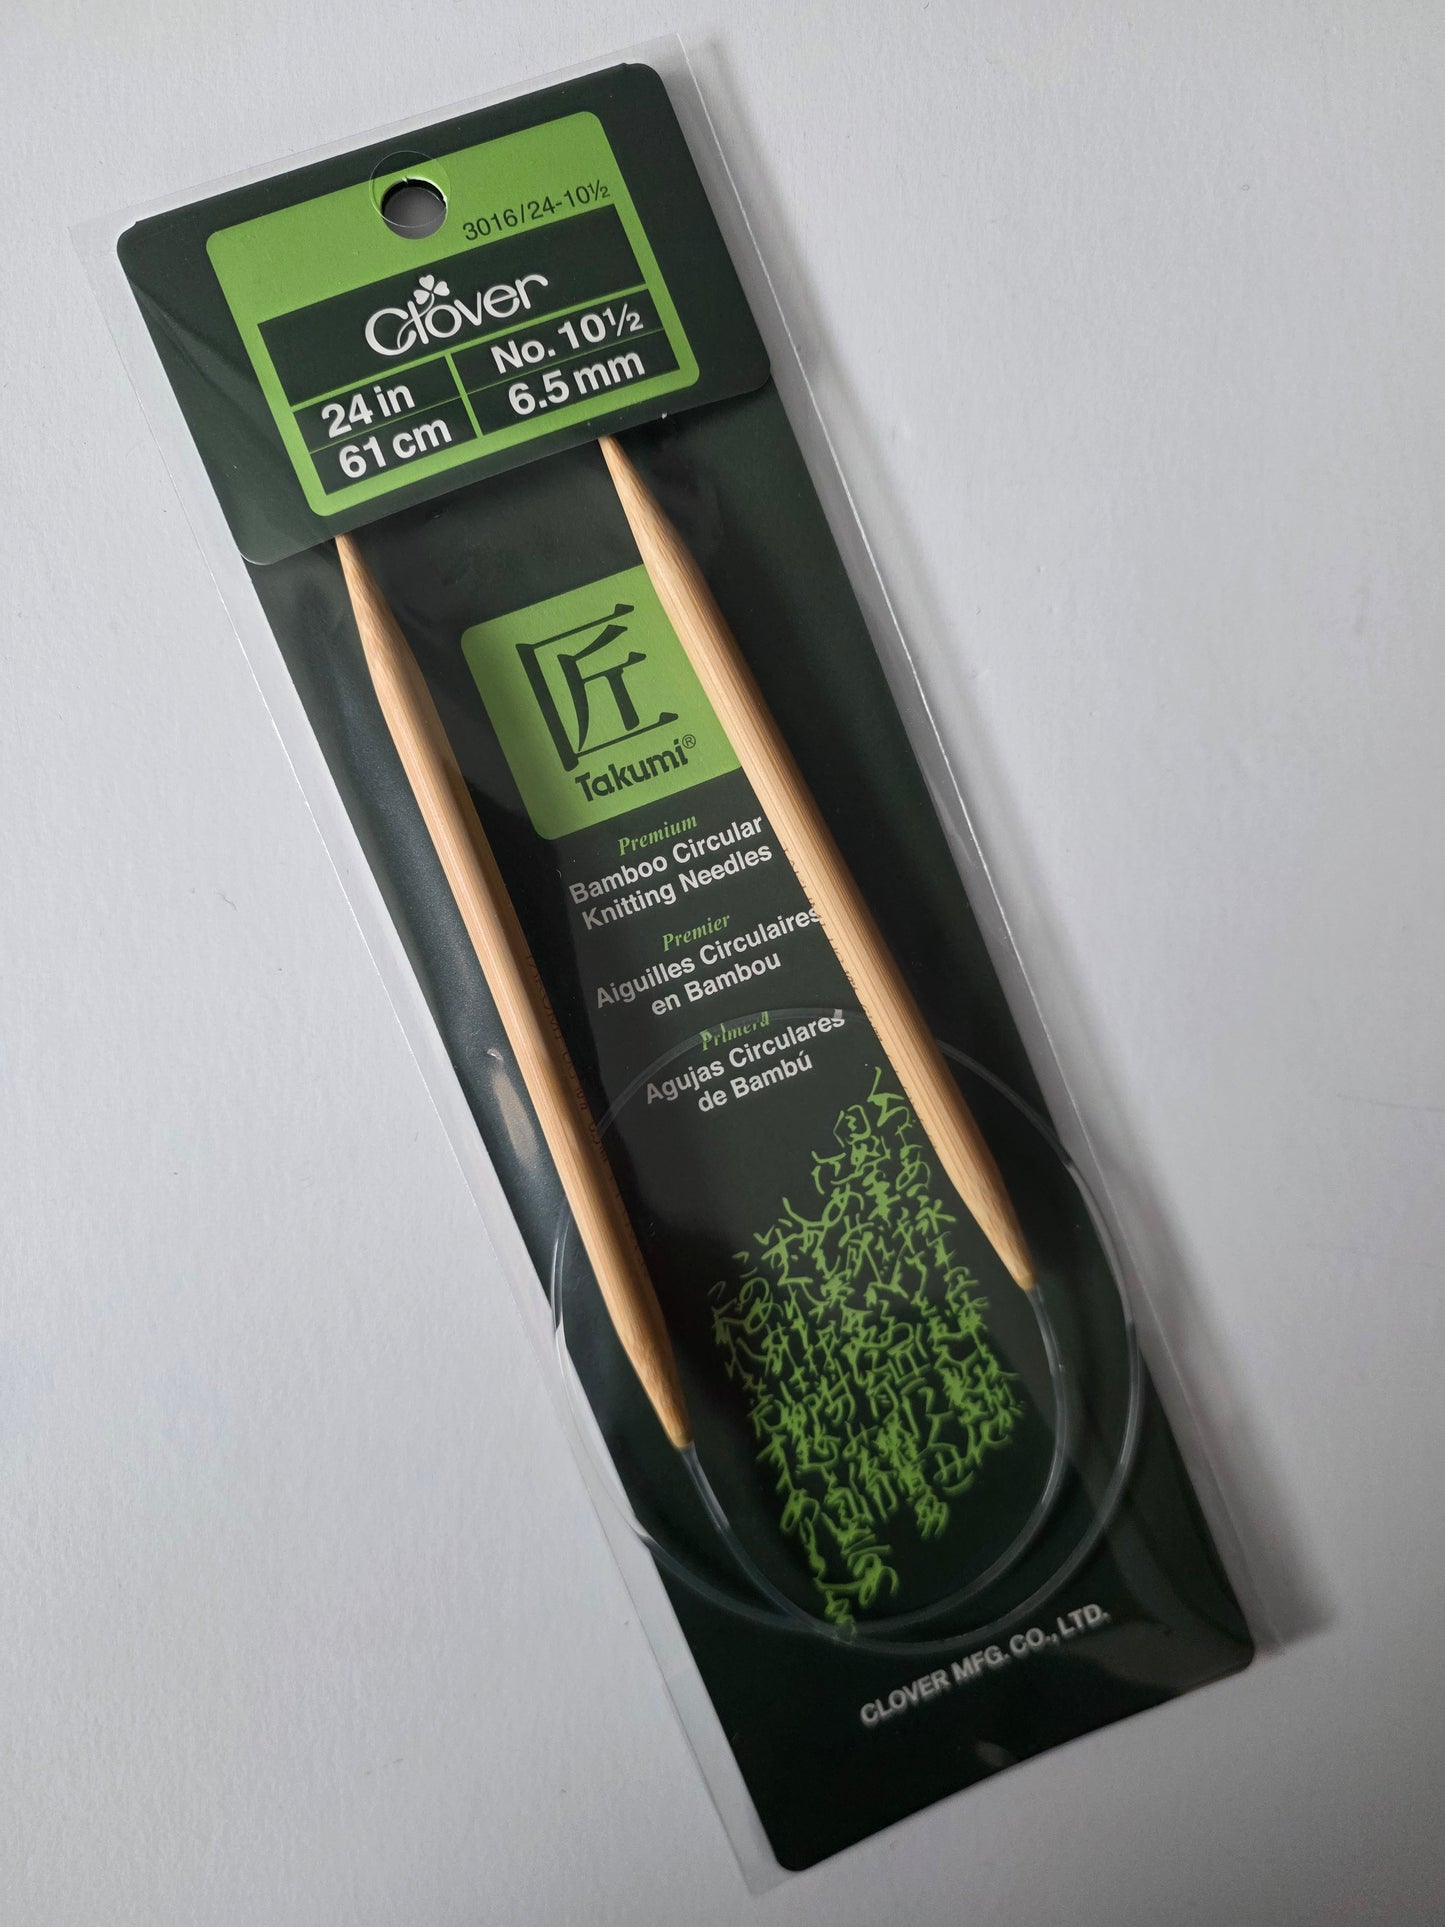 3016/24-10½
Clover
24 in
61 cm
No. 10½
6.5 mm
匠
Takumi®
Premium
Bamboo Circular
Knitting Needles
Premier
Aiguilles Circulaires
en Bambou
Primera
Agujas Circulares
de Bambú
CLOVER MFG. CO., LTD.